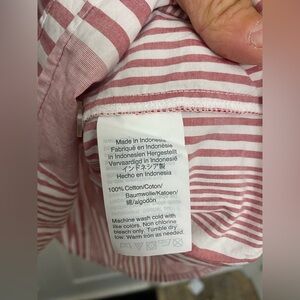 Made in Indonesia
Fabriqué en Indonésie
In Indonesien Hergestellt
Vervaardigd in Indonesië
インドネシア製
Hecho en Indonesia
100% Cotton/Coton/
Baumwolle/Katoen/
綿/algodón
Machine wash cold with
like colors. Non chlorine
bleach only. Tumble dry
low. Warm iron as needed.